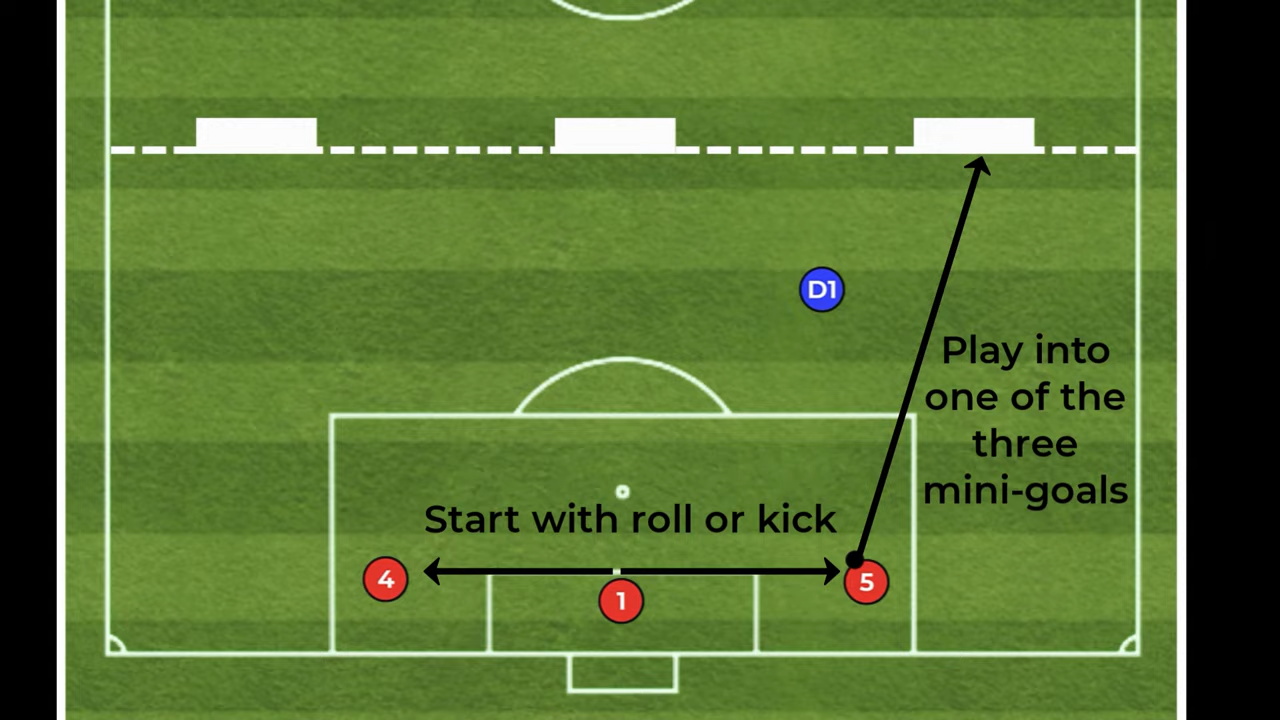 D1
Play into
one of the
three
mini-goals
Start with roll or kick
4
1
5